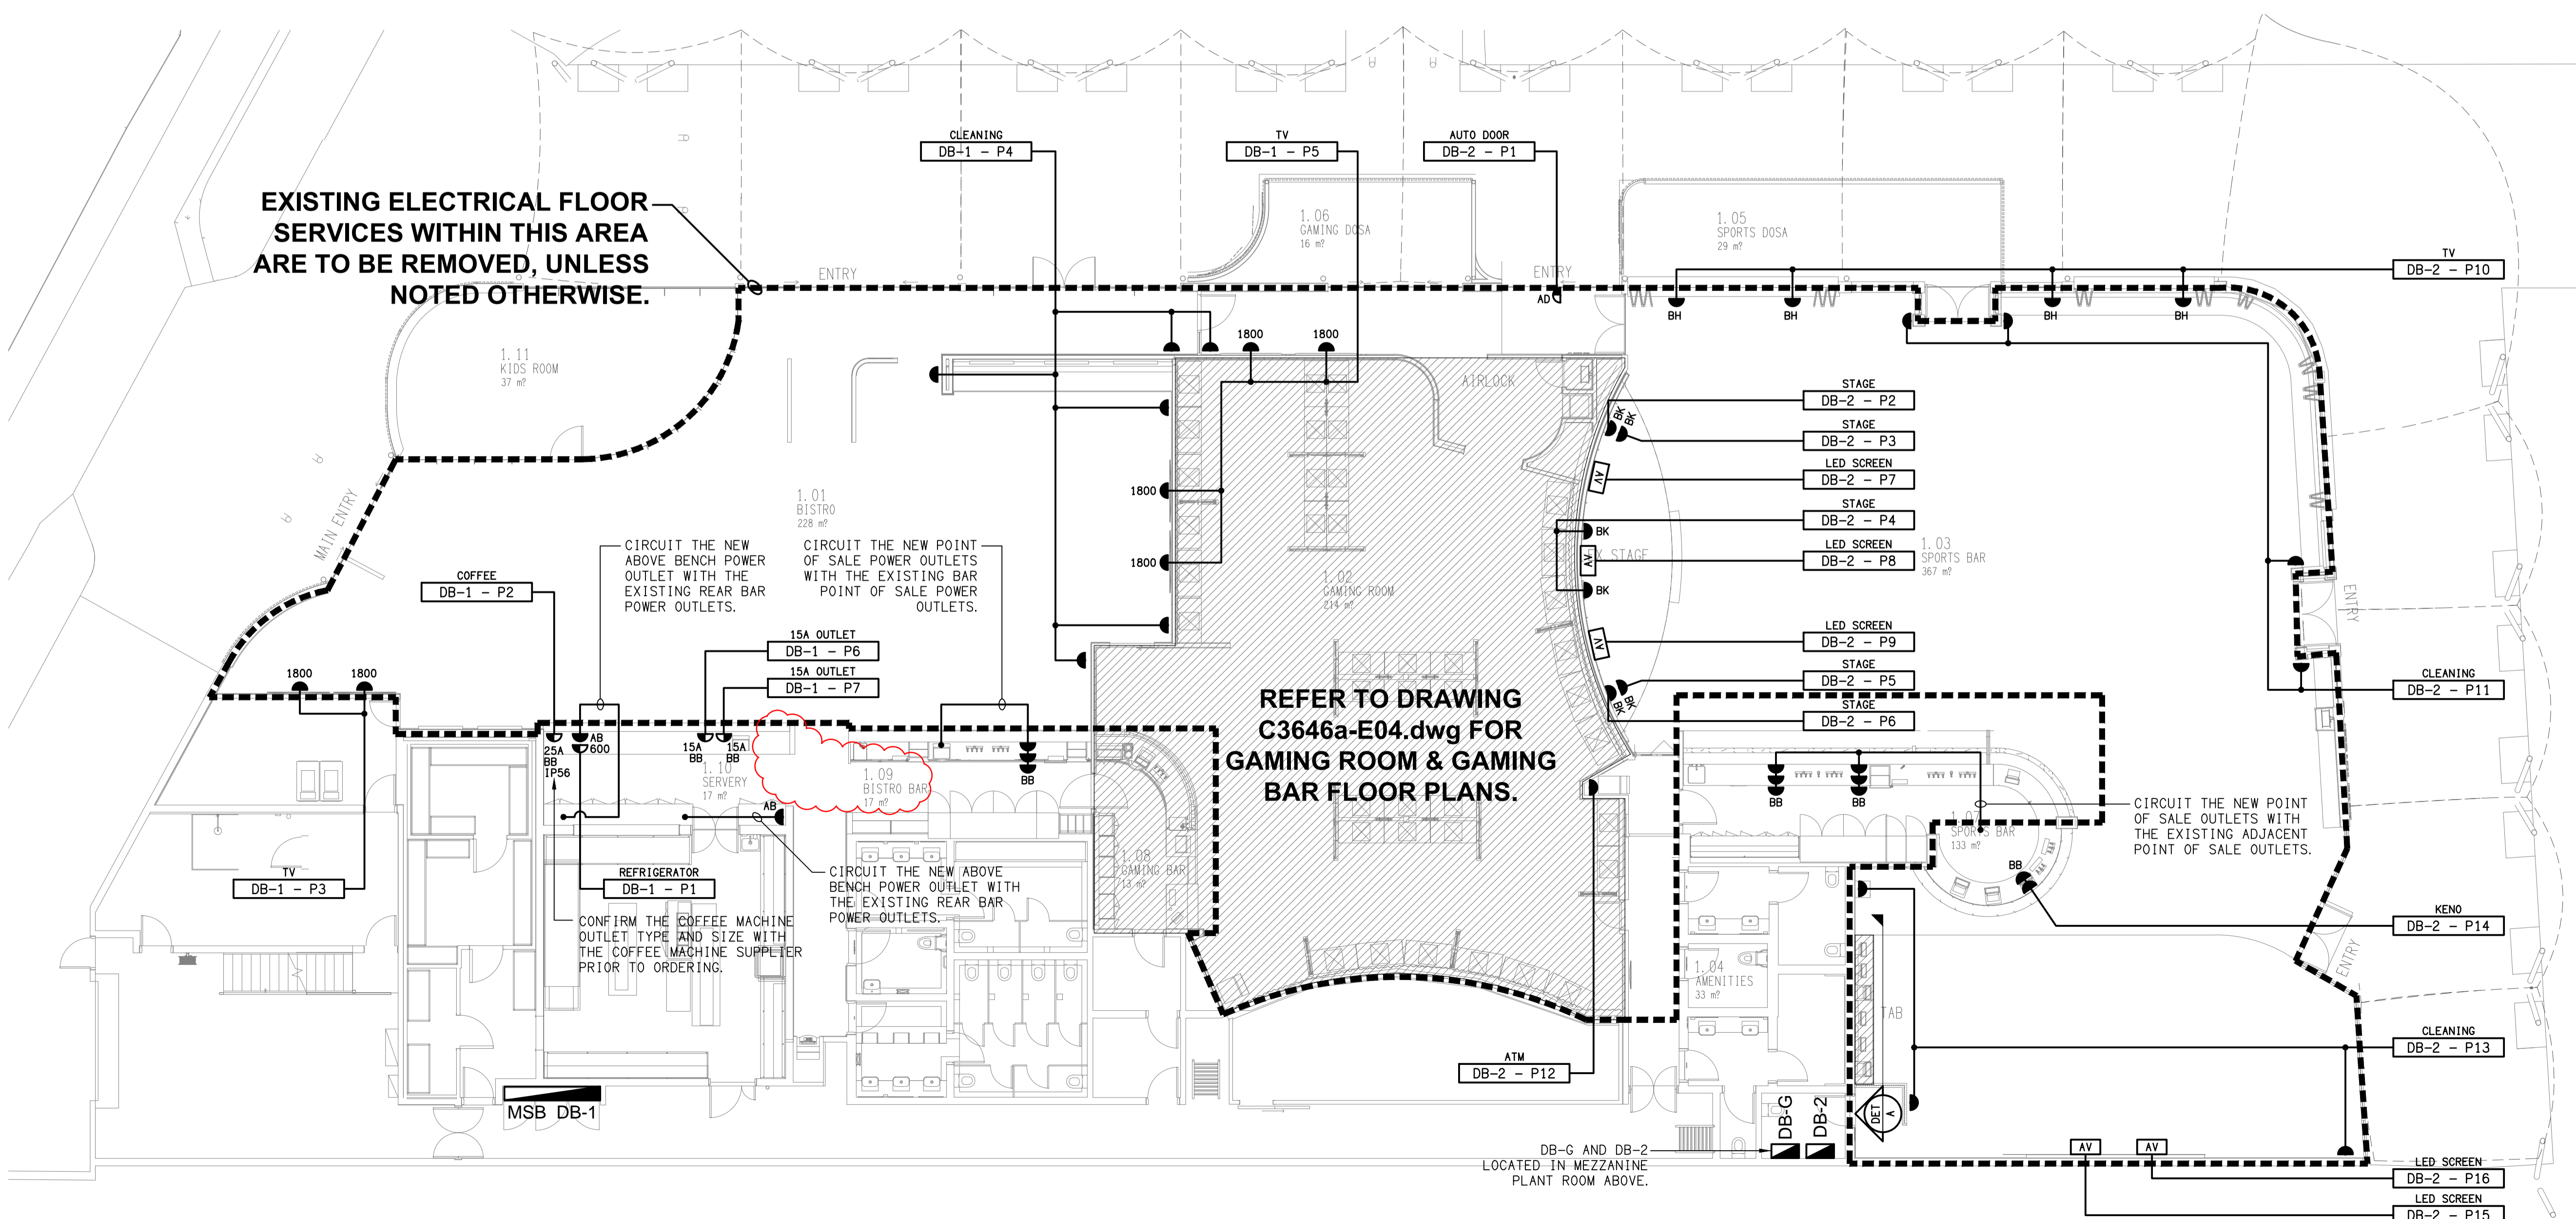 CLEANING
DB-1 - P4
TV
DB-1 - P5
AUTO DOOR
DB-2 - P1
EXISTING ELECTRICAL FLOOR
SERVICES WITHIN THIS AREA
ARE TO BE REMOVED, UNLESS
NOTED OTHERWISE.
1.06
GAMING DOSA
16 m?
1.05
SPORTS DOSA
29 m?
ENTRY
ENTRY
TV
DB-2 - P10
AD
BH
BH
BH
BH
1800
1800
1.11
KIDS ROOM
37 m?
AIRLOCK
STAGE
DB-2 - P2
BK
BK
STAGE
DB-2 - P3
LED SCREEN
DB-2 - P7
AV
1800
1.01
BISTRO
228 m?
MAIN ENTRY
STAGE
DB-2 - P4
BK
LED SCREEN
DB-2 - P8
AV
EX STAGE
1.03
SPORTS BAR
367 m?
CIRCUIT THE NEW
ABOVE BENCH POWER
OUTLET WITH THE
EXISTING REAR BAR
POWER OUTLETS.
CIRCUIT THE NEW POINT
OF SALE POWER OUTLETS
WITH THE EXISTING BAR
POINT OF SALE POWER
OUTLETS.
1800
COFFEE
DB-1 - P2
1.02
GAMING ROOM
214 m?
BK
ENTRY
15A OUTLET
DB-1 - P6
15A OUTLET
DB-1 - P7
LED SCREEN
DB-2 - P9
AV
STAGE
DB-2 - P5
BK
BK
STAGE
DB-2 - P6
CLEANING
DB-2 - P11
1800
1800
REFER TO DRAWING
C3646a-E04.dwg FOR
GAMING ROOM & GAMING
BAR FLOOR PLANS.
25A
BB
IP56
AB
600
15A
BB
15A
BB
1.10
SERVERY
17 m?
1.09
BISTRO BAR
17 m?
BB
AB
BB
BB
1.07
SPORTS BAR
133 m?
CIRCUIT THE NEW POINT
OF SALE OUTLETS WITH
THE EXISTING ADJACENT
POINT OF SALE OUTLETS.
1.08
GAMING BAR
13 m?
BB
TV
DB-1 - P3
REFRIGERATOR
DB-1 - P1
CIRCUIT THE NEW ABOVE
BENCH POWER OUTLET WITH
THE EXISTING REAR BAR
POWER OUTLETS.
CONFIRM THE COFFEE MACHINE
OUTLET TYPE AND SIZE WITH
THE COFFEE MACHINE SUPPLIER
PRIOR TO ORDERING.
KENO
DB-2 - P14
ENTRY
1.04
AMENITIES
33 m?
TAB
CLEANING
DB-2 - P13
ATM
DB-2 - P12
MSB DB-1
DB-G
DB-2
DET
A
DB-G AND DB-2
LOCATED IN MEZZANINE
PLANT ROOM ABOVE.
AV
AV
LED SCREEN
DB-2 - P16
LED SCREEN
DB-2 - P15